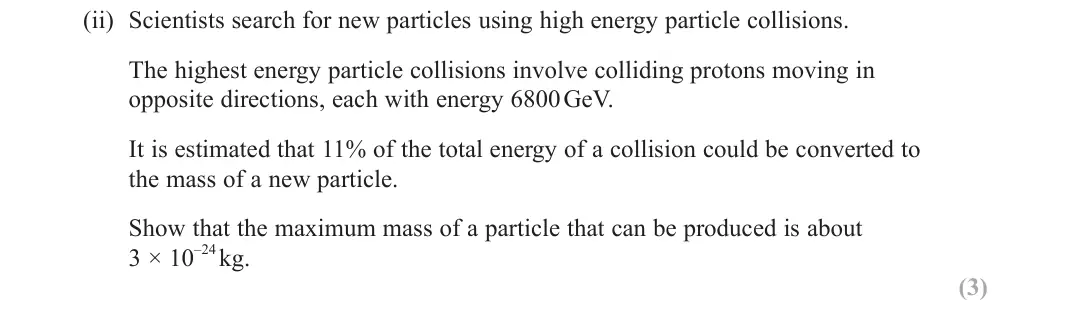 (ii) Scientists search for new particles using high energy particle collisions.
The highest energy particle collisions involve colliding protons moving in
opposite directions, each with energy 6800 GeV.
It is estimated that 11% of the total energy of a collision could be converted to
the mass of a new particle.
Show that the maximum mass of a particle that can be produced is about
3 × 10⁻²⁴ kg.
(3)